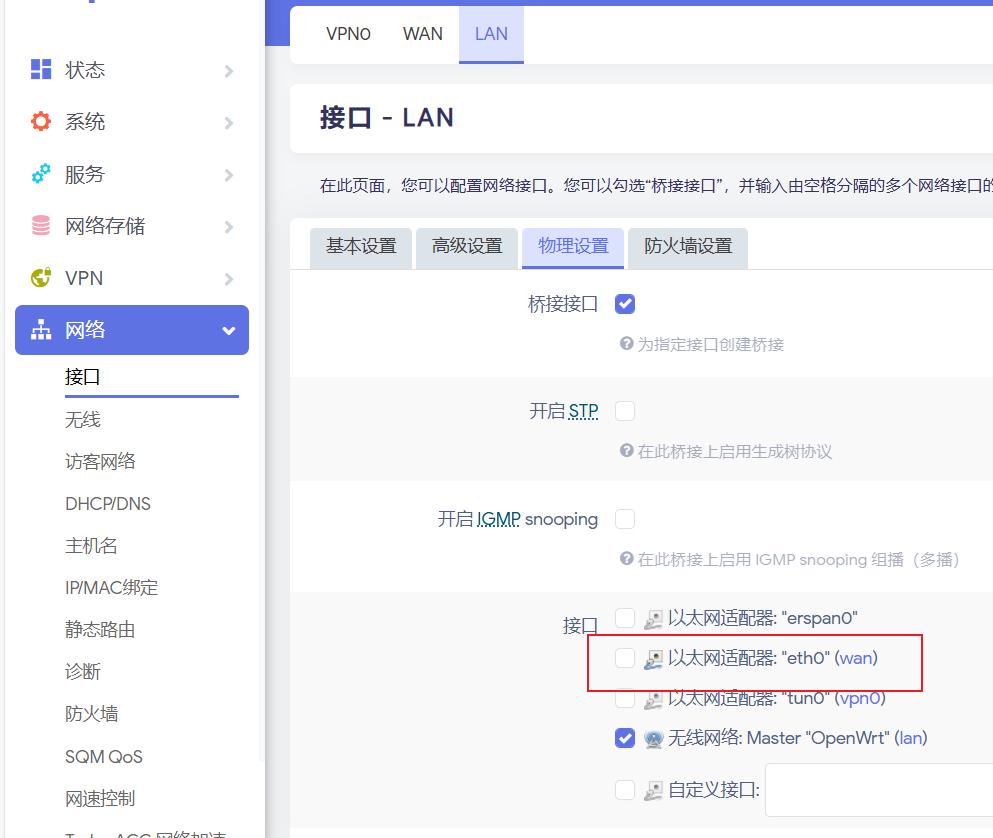 VPN0 WAN LAN
状态
系统
服务
网络存储
VPN
网络
接口
无线
访客网络
DHCP/DNS
主机名
IP/MAC绑定
静态路由
诊断
防火墙
SQM QoS
网速控制
接口 - LAN
在此页面，您可以配置网络接口。您可以勾选“桥接接口”，并输入由空格分隔的多个网络接口的
基本设置 高级设置 物理设置 防火墙设置
桥接接口
为指定接口创建桥接
开启 STP
在此桥接上启用生成树协议
开启 IGMP snooping
在此桥接上启用 IGMP snooping 组播（多播）
接口
以太网适配器: "erspan0"
以太网适配器: "eth0" (wan)
以太网适配器: "tun0" (vpn0)
无线网络: Master "OpenWrt" (lan)
自定义接口: